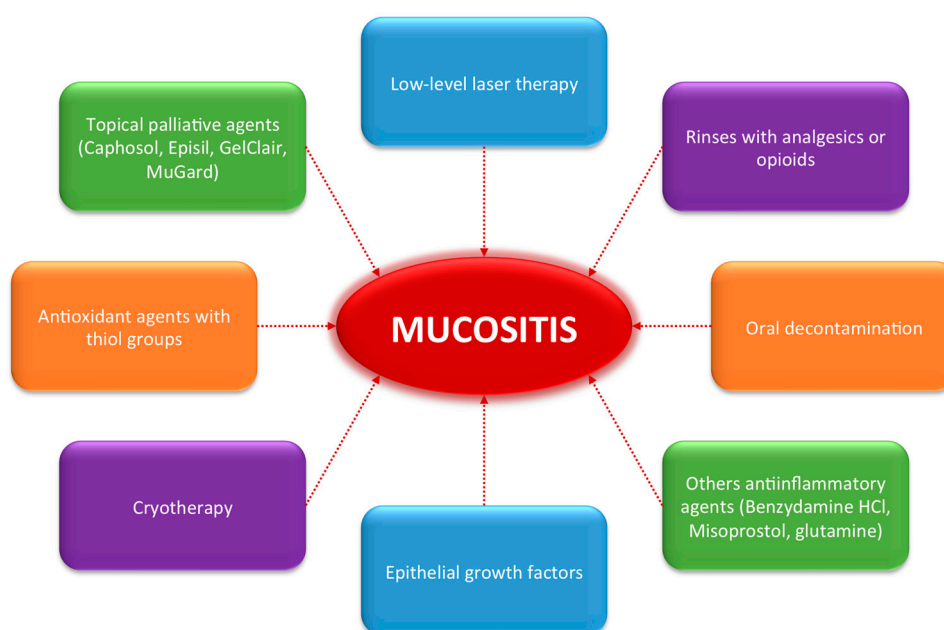 Low-level laser therapy
Topical palliative agents
(Caphosol, Episil, GelClair,
MuGard)
Rinses with analgesics or
opioids
Antioxidant agents with
thiol groups
MUCOSITIS
Oral decontamination
Cryotherapy
Others antiinflammatory
agents (Benzydamine HCl,
Misoprostol, glutamine)
Epithelial growth factors